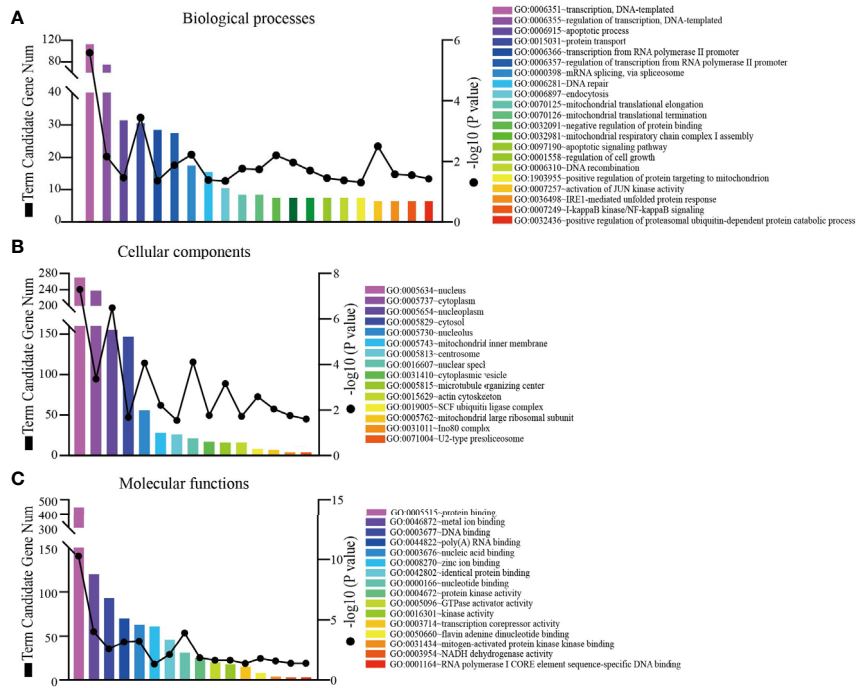 A
Biological processes
Term Candidate Gene Num
120
80
40
30
20
10
0
6
4
2
0
-log10 (P value)
GO:0006351~transcription, DNA-templated
GO:0006355~regulation of transcription, DNA-templated
GO:0006915~apoptotic process
GO:0015031~protein transport
GO:0006366~transcription from RNA polymerase II promoter
GO:0006357~regulation of transcription from RNA polymerase II promoter
GO:0000398~mRNA splicing, via spliceosome
GO:0006281~DNA repair
GO:0006897~endocytosis
GO:0070125~mitochondrial translational elongation
GO:0070126~mitochondrial translational termination
GO:0032091~negative regulation of protein binding
GO:0032981~mitochondrial respiratory chain complex I assembly
GO:0097190~apoptotic signaling pathway
GO:0001558~regulation of cell growth
GO:0006310~DNA recombination
GO:1903955~positive regulation of protein targeting to mitochondrion
GO:0007257~activation of JUN kinase activity
GO:0036498~IRE1-mediated unfolded protein response
GO:0007249~I-kappaB kinase/NF-kappaB signaling
GO:0032436~positive regulation of proteasomal ubiquitin-dependent protein catabolic process
B
Cellular components
Term Candidate Gene Num
280
240
200
150
100
50
0
8
6
4
2
0
-log10 (P value)
GO:0005634~nucleus
GO:0005737~cytoplasm
GO:0005654~nucleoplasm
GO:0005829~cytosol
GO:0005730~nucleolus
GO:0005743~mitochondrial inner membrane
GO:0005813~centrosome
GO:0016607~nuclear speck
GO:0031410~cytoplasmic vesicle
GO:0005815~microtubule organizing center
GO:0015629~actin cytoskeleton
GO:0019005~SCF ubiquitin ligase complex
GO:0005762~mitochondrial large ribosomal subunit
GO:0031011~Ino80 complex
GO:0071004~U2-type prespliceosome
C
Molecular functions
Term Candidate Gene Num
500
400
300
150
100
50
0
15
10
5
0
-log10 (P value)
GO:0005515~protein binding
GO:0046872~metal ion binding
GO:0003677~DNA binding
GO:0044822~poly(A) RNA binding
GO:0003676~nucleic acid binding
GO:0008270~zinc ion binding
GO:0042802~identical protein binding
GO:0000166~nucleotide binding
GO:0004672~protein kinase activity
GO:0005096~GTPase activator activity
GO:0016301~kinase activity
GO:0003714~transcription corepressor activity
GO:0050660~flavin adenine dinucleotide binding
GO:0031434~mitogen-activated protein kinase kinase binding
GO:0003954~NADH dehydrogenase activity
GO:0001164~RNA polymerase I CORE element sequence-specific DNA binding